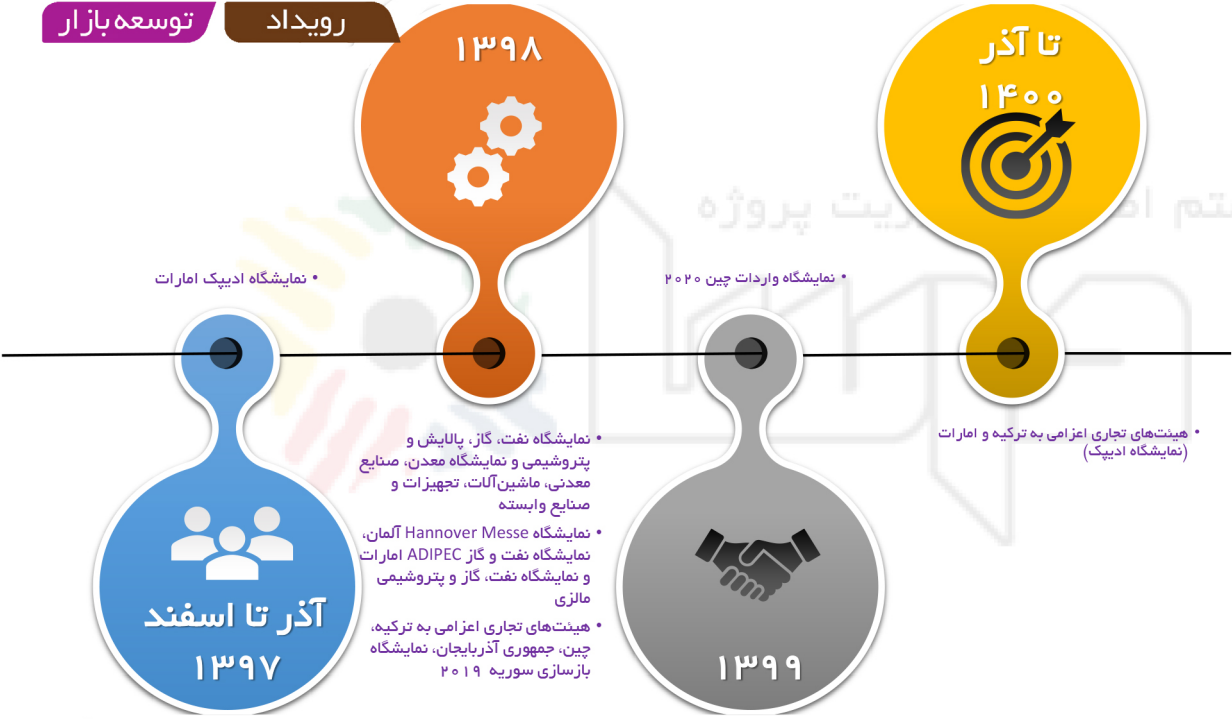 رویداد
توسعه بازار
تا آذر
۱۴۰۰
۱۳۹۸
یت پروژه
• نمایشگاه واردات چین ۲۰۲۰
• نمایشگاه ادیپک امارات
• هیئت‌های تجاری اعزامی به ترکیه و امارات
(نمایشگاه ادیپک)
• نمایشگاه نفت، گاز، پالایش و
پتروشیمی و نمایشگاه معدن، صنایع
معدنی، ماشین‌آلات، تجهیزات و
صنایع وابسته
• نمایشگاه Hannover Messe آلمان،
نمایشگاه نفت و گاز ADIPEC امارات
و نمایشگاه نفت، گاز و پتروشیمی
مالزی
• هیئت‌های تجاری اعزامی به ترکیه،
چین، جمهوری آذربایجان، نمایشگاه
بازسازی سوریه ۲۰۱۹
۱۳۹۹
آذر تا اسفند
۱۳۹۷